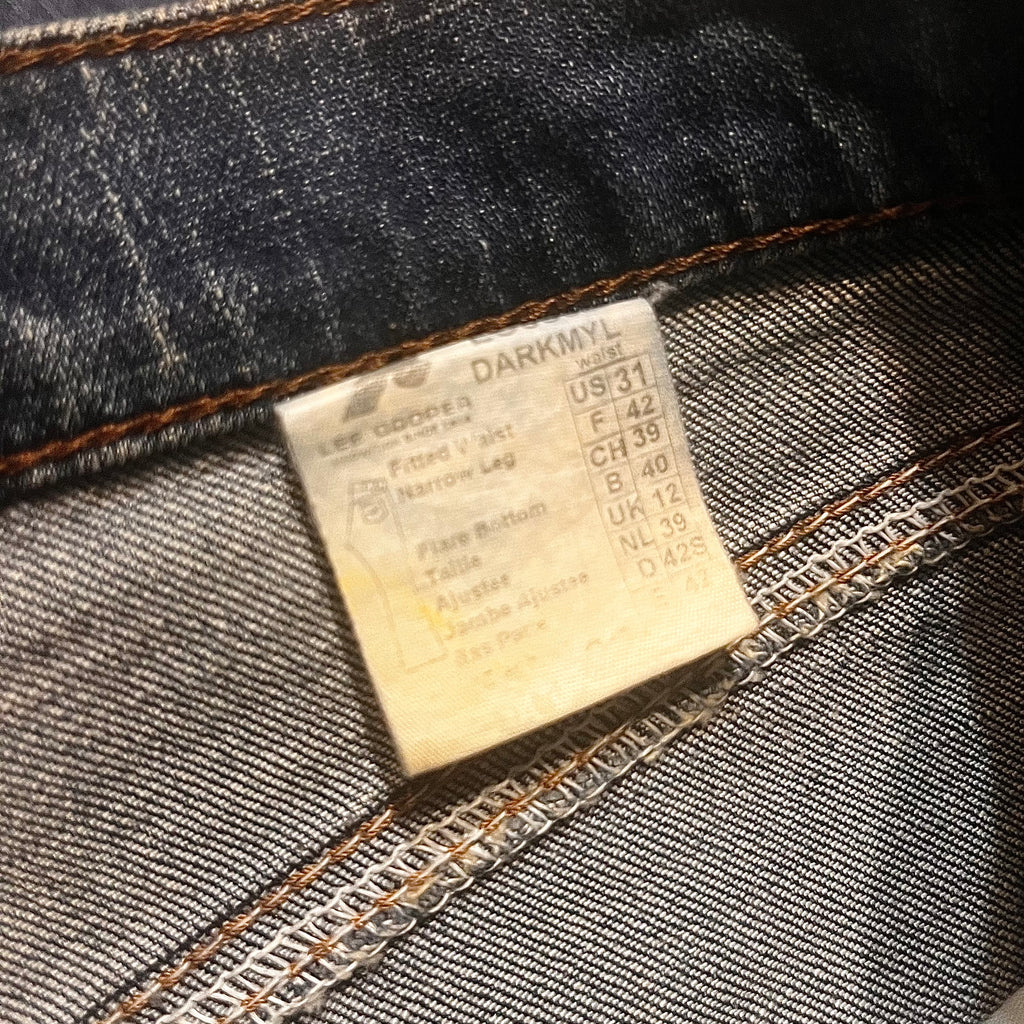 DARKMYL
LEE COOPER
Fitted Waist
Narrow Leg
Flare Bottom
Taille
Ajustee
Jambe Ajustee
Bas
Waist
US 31
F 42
CH 39
B 40
UK 12
NL 39
D 42S